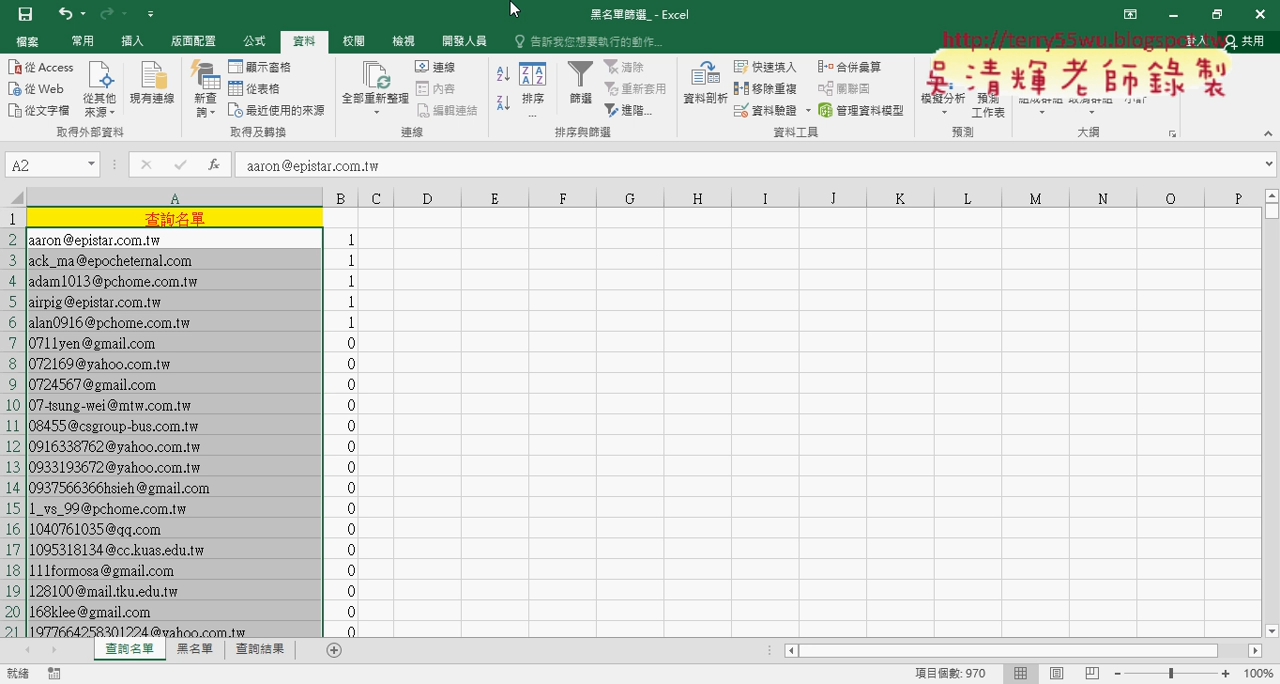 黑名單篩選_ - Excel
檔案 常用 插入 版面配置 公式 資料 校閱 檢視 開發人員 告訴我您想要執行的動作... 登入 共用
http://terry55wu.blogspot.tw
吳清輝老師錄製
從 Access
從 Web
從文字檔
從其他
來源
現有連線
取得外部資料
新查
詢
顯示查詢
從表格
最近使用的來源
取得及轉換
全部重新整理
連線
內容
編輯連結
連線
排序
...
篩選
清除
重新套用
進階...
排序與篩選
資料剖析
快速填入
移除重複
資料驗證
合併彙算
關聯圖
管理資料模型
資料工具
模擬分析
預測
工作表
預測
組成群組 取消群組 小計
大綱
A2 fx aaron@epistar.com.tw
A B C D E F G H I J K L M N O P
1 查詢名單
2 aaron@epistar.com.tw 1
3 ack_ma@epocheternal.com 1
4 adam1013@pchome.com.tw 1
5 airpig@epistar.com.tw 1
6 alan0916@pchome.com.tw 1
7 0711yen@gmail.com 0
8 072169@yahoo.com.tw 0
9 0724567@gmail.com 0
10 07-tsung-wei@mtw.com.tw 0
11 08455@csgroup-bus.com.tw 0
12 0916338762@yahoo.com.tw 0
13 0933193672@yahoo.com.tw 0
14 0937566366hsieh@gmail.com 0
15 1_vs_99@pchome.com.tw 0
16 1040761035@qq.com 0
17 1095318134@cc.kuas.edu.tw 0
18 111formosa@gmail.com 0
19 128100@mail.tku.edu.tw 0
20 168klee@gmail.com 0
21 1977664258301224@yahoo.com.tw 0
查詢名單 黑名單 查詢結果
就緒 項目個數: 970 100%